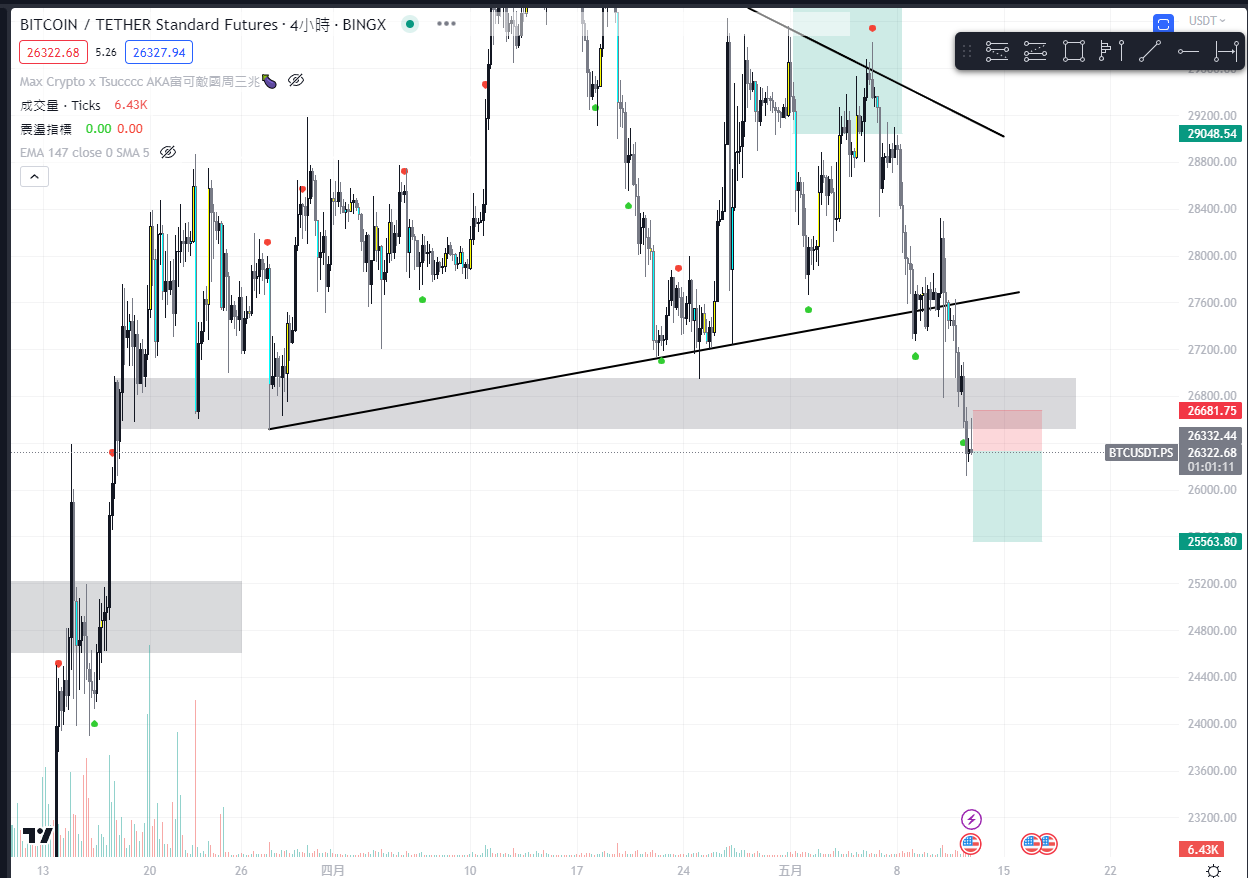 BITCOIN / TETHER Standard Futures · 4小時 · BINGX
USDT
26322.68 5.26 26327.94
Max Crypto x Tsucccc AKA富可敵國周三兆🍆
成交量 · Ticks 6.43K
震盪指標 0.00 0.00
EMA 147 close 0 SMA 5
29200.00
29048.54
28800.00
28400.00
28000.00
27600.00
27200.00
26800.00
26681.75
26332.44
BTCUSDT.PS 26322.68
01:01:11
26000.00
25563.80
25200.00
24800.00
24400.00
24000.00
23600.00
23200.00
6.43K
13 20 26 四月 10 17 24 五月 8 15 22